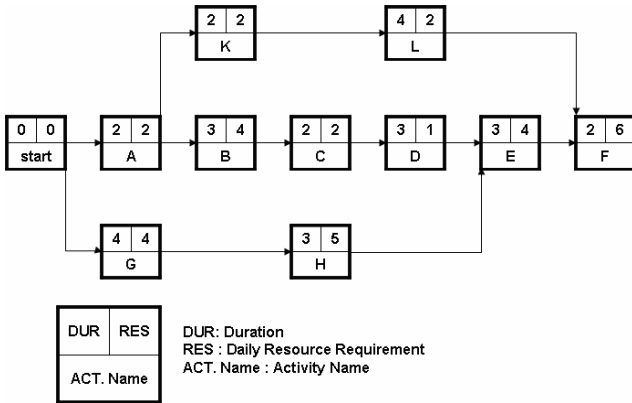 2 2
K
4 2
L
0 0
start
2 2
A
3 4
B
2 2
C
3 1
D
3 4
E
2 6
F
4 4
G
3 5
H
DUR RES
ACT. Name
DUR: Duration
RES : Daily Resource Requirement
ACT. Name : Activity Name